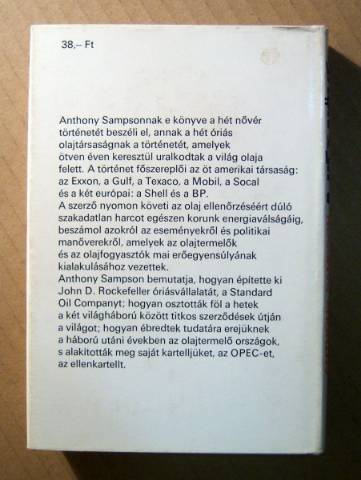 38,– Ft
Anthony Sampsonnak e könyve a hét nővér
történetét beszéli el, annak a hét óriás
olajtársaságnak a történetét, amelyek
ötven éven keresztül uralkodtak a világ olaja
felett. A történet főszereplői az öt amerikai társaság:
az Exxon, a Gulf, a Texaco, a Mobil, a Socal
és a két európai: a Shell és a BP.
A szerző nyomon követi az olaj ellenőrzéséért dúló
szakadatlan harcot egészen korunk energiaválságáig,
beszámol azokról az eseményekről és politikai
manőverekről, amelyek az olajtermelők
és az olajfogyasztók mai erőegyensúlyának
kialakulásához vezettek.
Anthony Sampson bemutatja, hogyan építette ki
John D. Rockefeller óriásvállalatát, a Standard
Oil Companyt; hogyan osztották föl a hetek
a két világháború között titkos szerződések útján
a világot; hogyan ébredtek tudatára erejüknek
a háború utáni években az olajtermelő országok,
s alakították meg saját kartelljüket, az OPEC-et,
az ellenkartellt.